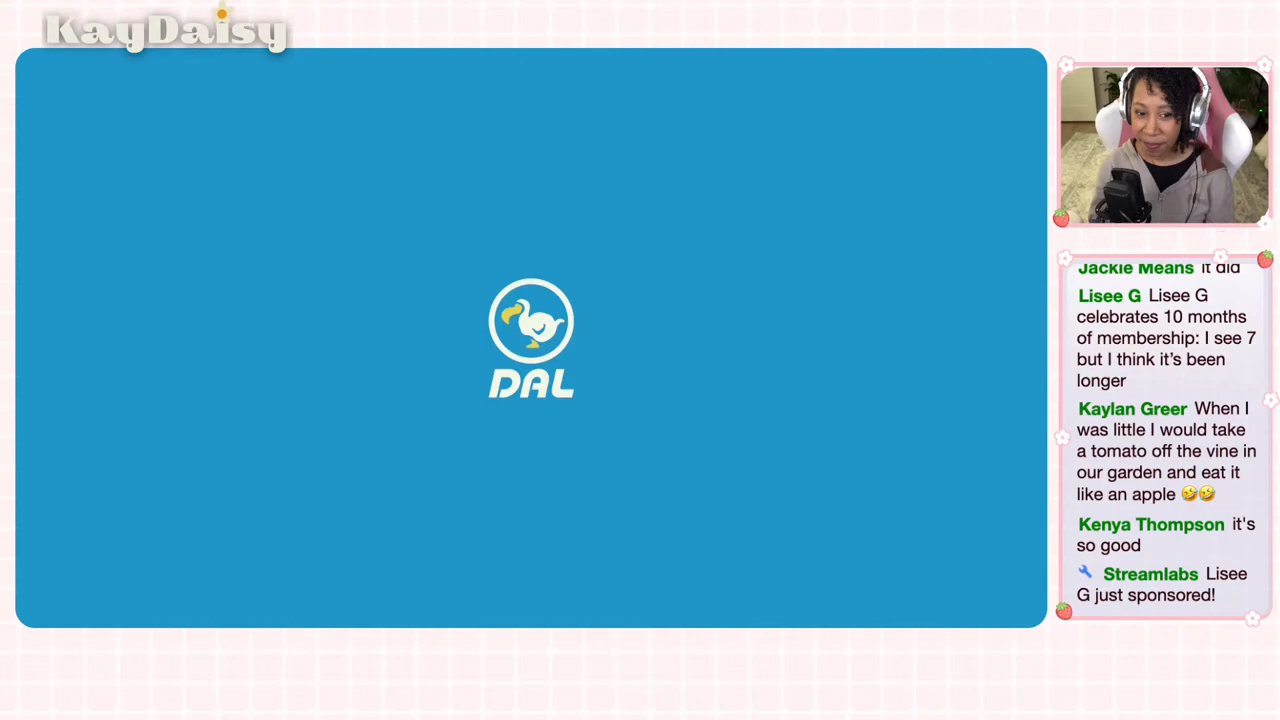 KayDaisy
DAL
Jackie Means it did
Lisee G Lisee G
celebrates 10 months
of membership: I see 7
but I think it’s been
longer
Kaylan Greer When I
was little I would take
a tomato off the vine in
our garden and eat it
like an apple 🤣🤣
Kenya Thompson it's
so good
Streamlabs Lisee
G just sponsored!